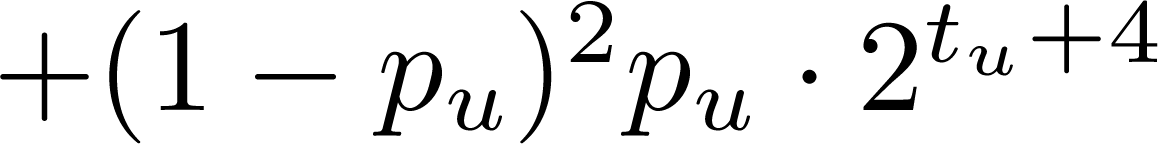 +(1 − p_u)^2 p_u · 2^{t_u+4}